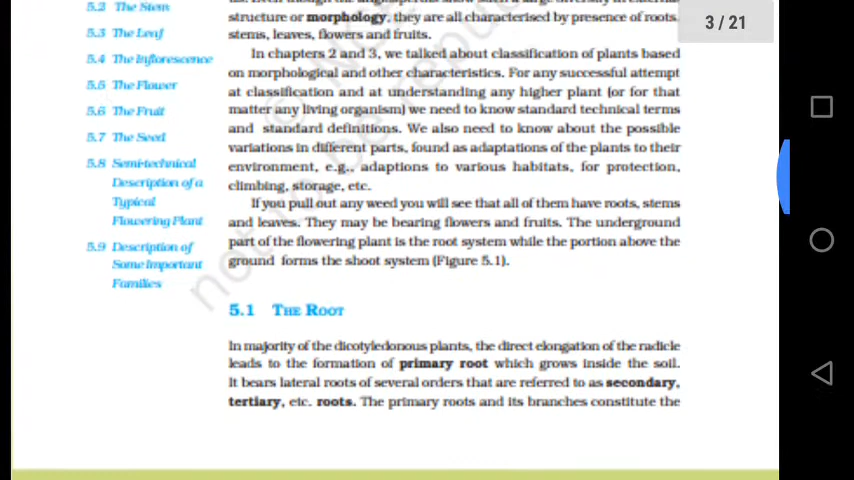 5.2 The Stem
5.3 The Leaf
5.4 The Inflorescence
5.5 The Flower
5.6 The Fruit
5.7 The Seed
5.8 Semi-technical
Description of a
Typical
Flowering Plant
5.9 Description of
Some Important
Families
structure or morphology, they are all characterised by presence of roots,
stems, leaves, flowers and fruits.
In chapters 2 and 3, we talked about classification of plants based
on morphological and other characteristics. For any successful attempt
at classification and at understanding any higher plant (or for that
matter any living organism) we need to know standard technical terms
and standard definitions. We also need to know about the possible
variations in different parts, found as adaptations of the plants to their
environment, e.g., adaptations to various habitats, for protection,
climbing, storage, etc.
If you pull out any weed you will see that all of them have roots, stems
and leaves. They may be bearing flowers and fruits. The underground
part of the flowering plant is the root system while the portion above the
ground forms the shoot system (Figure 5.1).
5.1 THE ROOT
In majority of the dicotyledonous plants, the direct elongation of the radicle
leads to the formation of primary root which grows inside the soil.
It bears lateral roots of several orders that are referred to as secondary,
tertiary, etc. roots. The primary roots and its branches constitute the
3 / 21
not to be republ